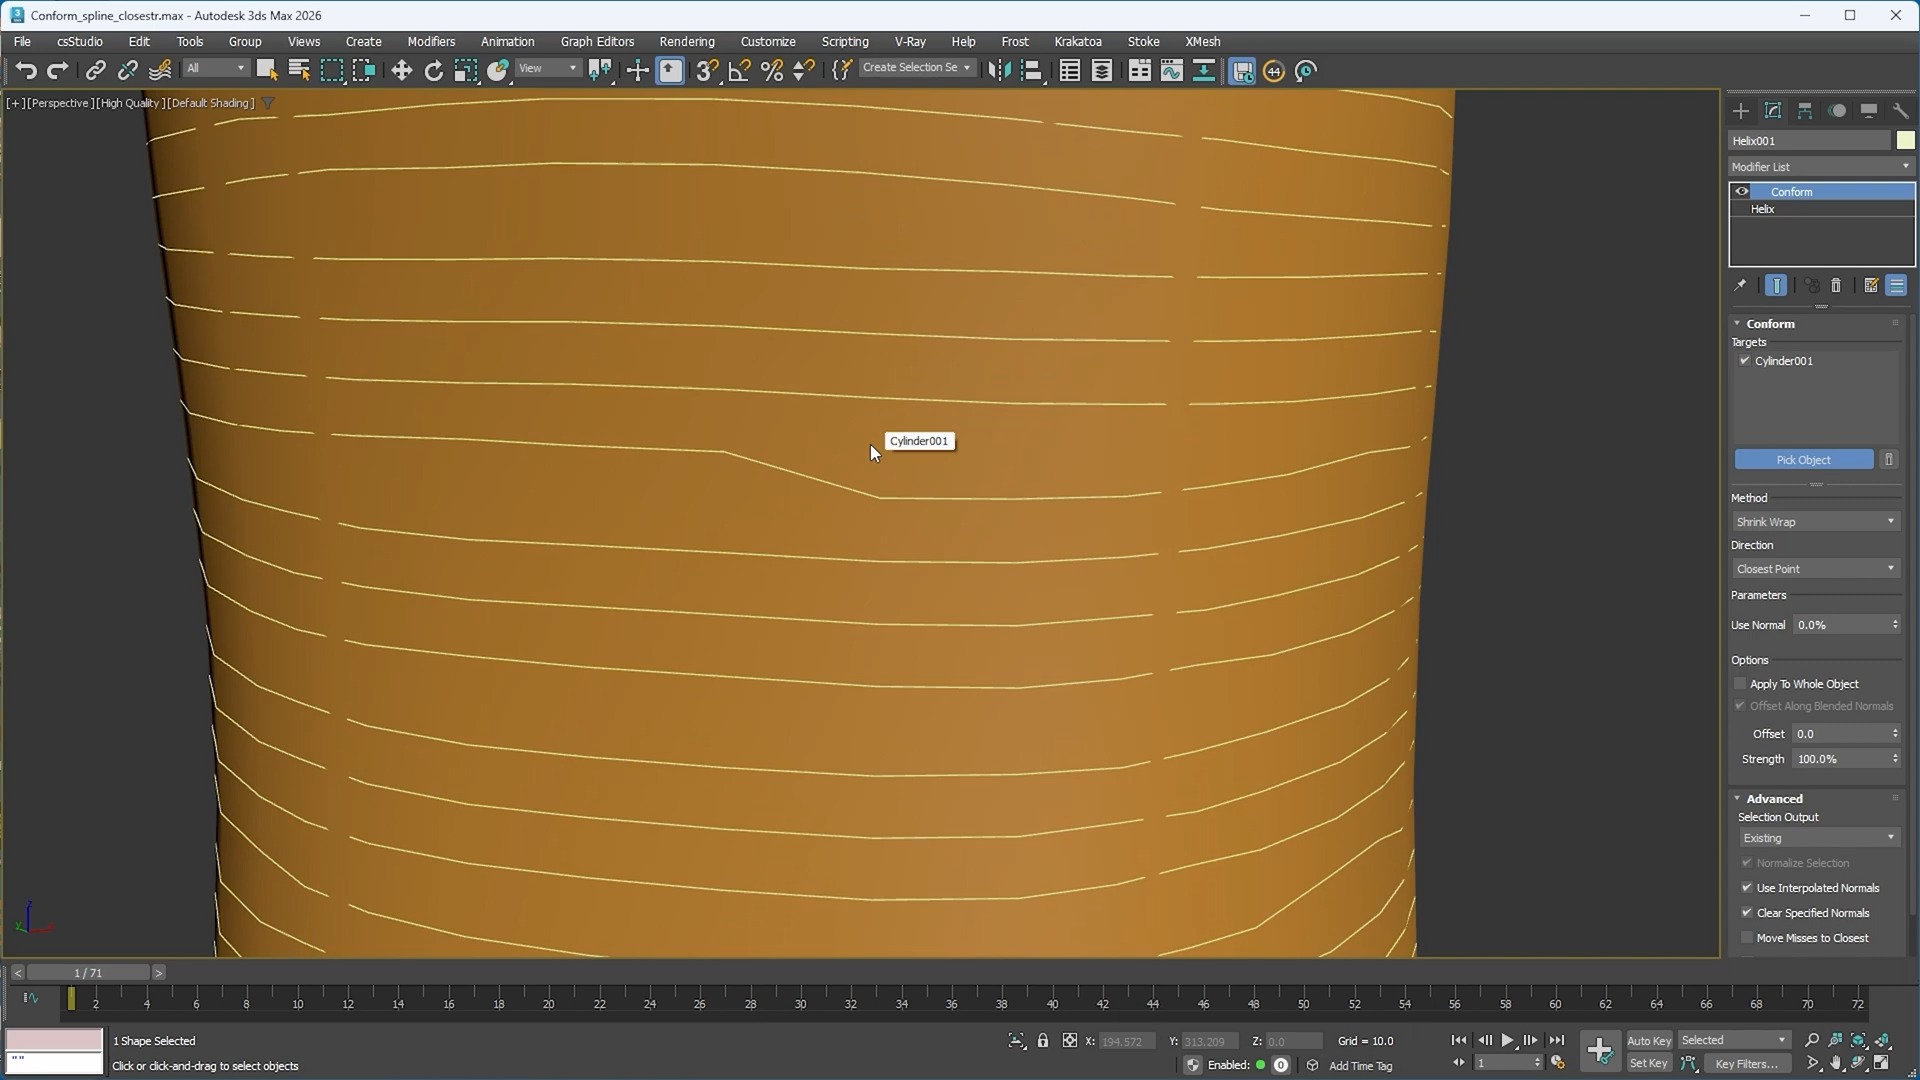 Conform_spline_closestr.max - Autodesk 3ds Max 2026
File csStudio Edit Tools Group Views Create Modifiers Animation Graph Editors Rendering Customize Scripting V-Ray Help Frost Krakatoa Stoke XMesh
All View Create Selection Se 44
[+][Perspective][High Quality][Default Shading]
Helix001
Modifier List
Conform
Helix
Conform
Targets
Cylinder001
Cylinder001
Pick Object
Method
Shrink Wrap
Direction
Closest Point
Parameters
Use Normal 0.0%
Options
Apply To Whole Object
Offset Along Blended Normals
Offset 0.0
Strength 100.0%
Advanced
Selection Output
Existing
Normalize Selection
Use Interpolated Normals
Clear Specified Normals
Move Misses to Closest
z
< 1 / 71 >
2 4 6 8 10 12 14 16 18 20 22 24 26 28 30 32 34 36 38 40 42 44 46 48 50 52 54 56 58 60 62 64 66 68 70 72
1 Shape Selected X: 194.572 Y: 313.209 Z: 0.0 Grid = 10.0 Auto Key Selected
"" Click or click-and-drag to select objects Enabled: 0 Add Time Tag 1 Set Key Key Filters...